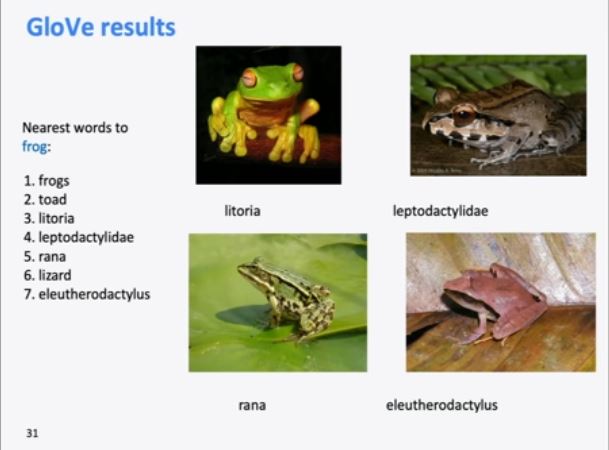 GloVe results
Nearest words to
frog:
1. frogs
2. toad
3. litoria
4. leptodactylidae
5. rana
6. lizard
7. eleutherodactylus
litoria
leptodactylidae
rana
eleutherodactylus
31